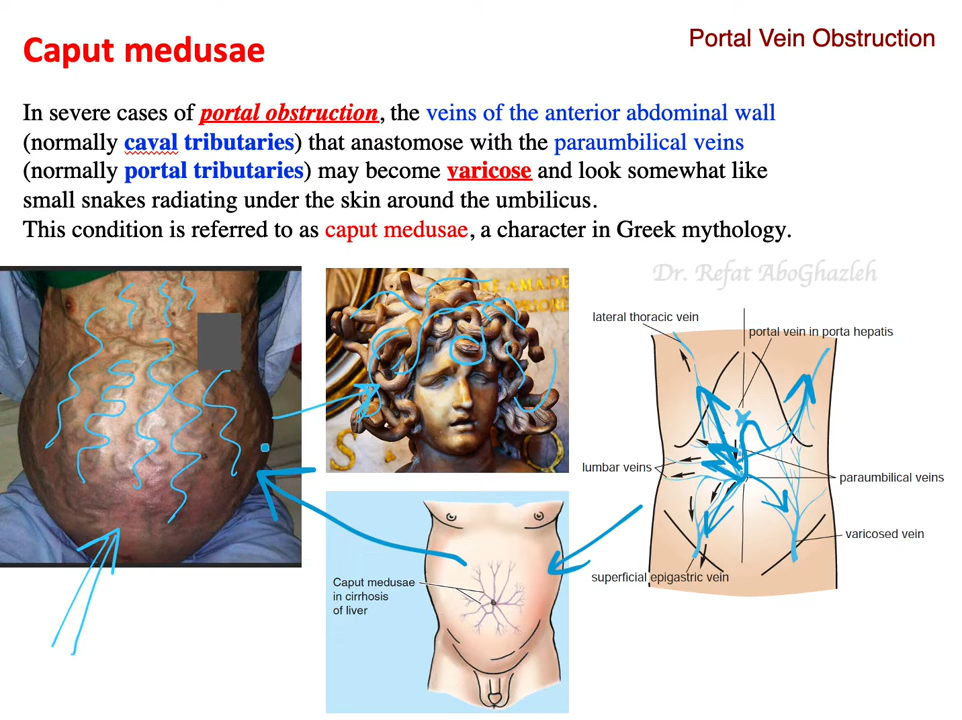 Portal Vein Obstruction
Caput medusae
In severe cases of portal obstruction, the veins of the anterior abdominal wall
(normally caval tributaries) that anastomose with the paraumbilical veins
(normally portal tributaries) may become varicose and look somewhat like
small snakes radiating under the skin around the umbilicus.
This condition is referred to as caput medusae, a character in Greek mythology.
Dr. Refat AboGhazleh
lateral thoracic vein
portal vein in porta hepatis
lumbar veins
paraumbilical veins
varicosed vein
superficial epigastric vein
Caput medusae
in cirrhosis
of liver